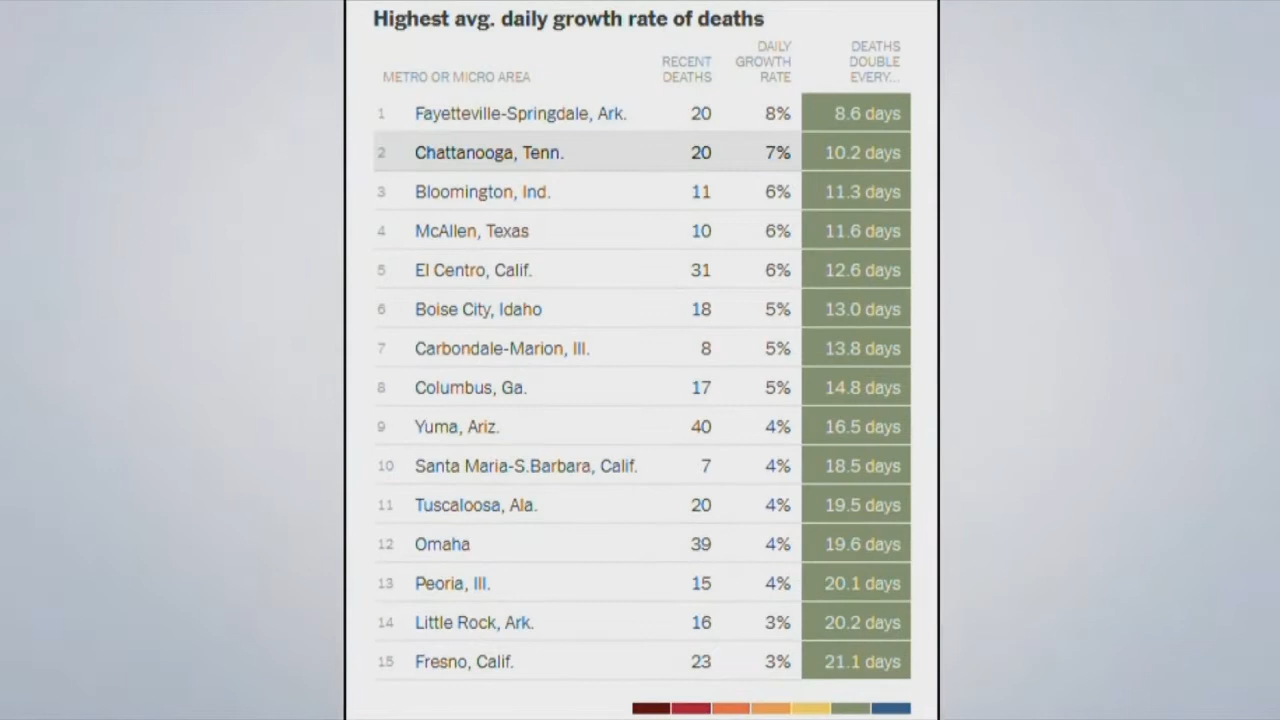 Highest avg. daily growth rate of deaths
METRO OR MICRO AREA RECENT DEATHS DAILY GROWTH RATE DEATHS DOUBLE EVERY...
1 Fayetteville-Springdale, Ark. 20 8% 8.6 days
2 Chattanooga, Tenn. 20 7% 10.2 days
3 Bloomington, Ind. 11 6% 11.3 days
4 McAllen, Texas 10 6% 11.6 days
5 El Centro, Calif. 31 6% 12.6 days
6 Boise City, Idaho 18 5% 13.0 days
7 Carbondale-Marion, Ill. 8 5% 13.8 days
8 Columbus, Ga. 17 5% 14.8 days
9 Yuma, Ariz. 40 4% 16.5 days
10 Santa Maria-S.Barbara, Calif. 7 4% 18.5 days
11 Tuscaloosa, Ala. 20 4% 19.5 days
12 Omaha 39 4% 19.6 days
13 Peoria, Ill. 15 4% 20.1 days
14 Little Rock, Ark. 16 3% 20.2 days
15 Fresno, Calif. 23 3% 21.1 days